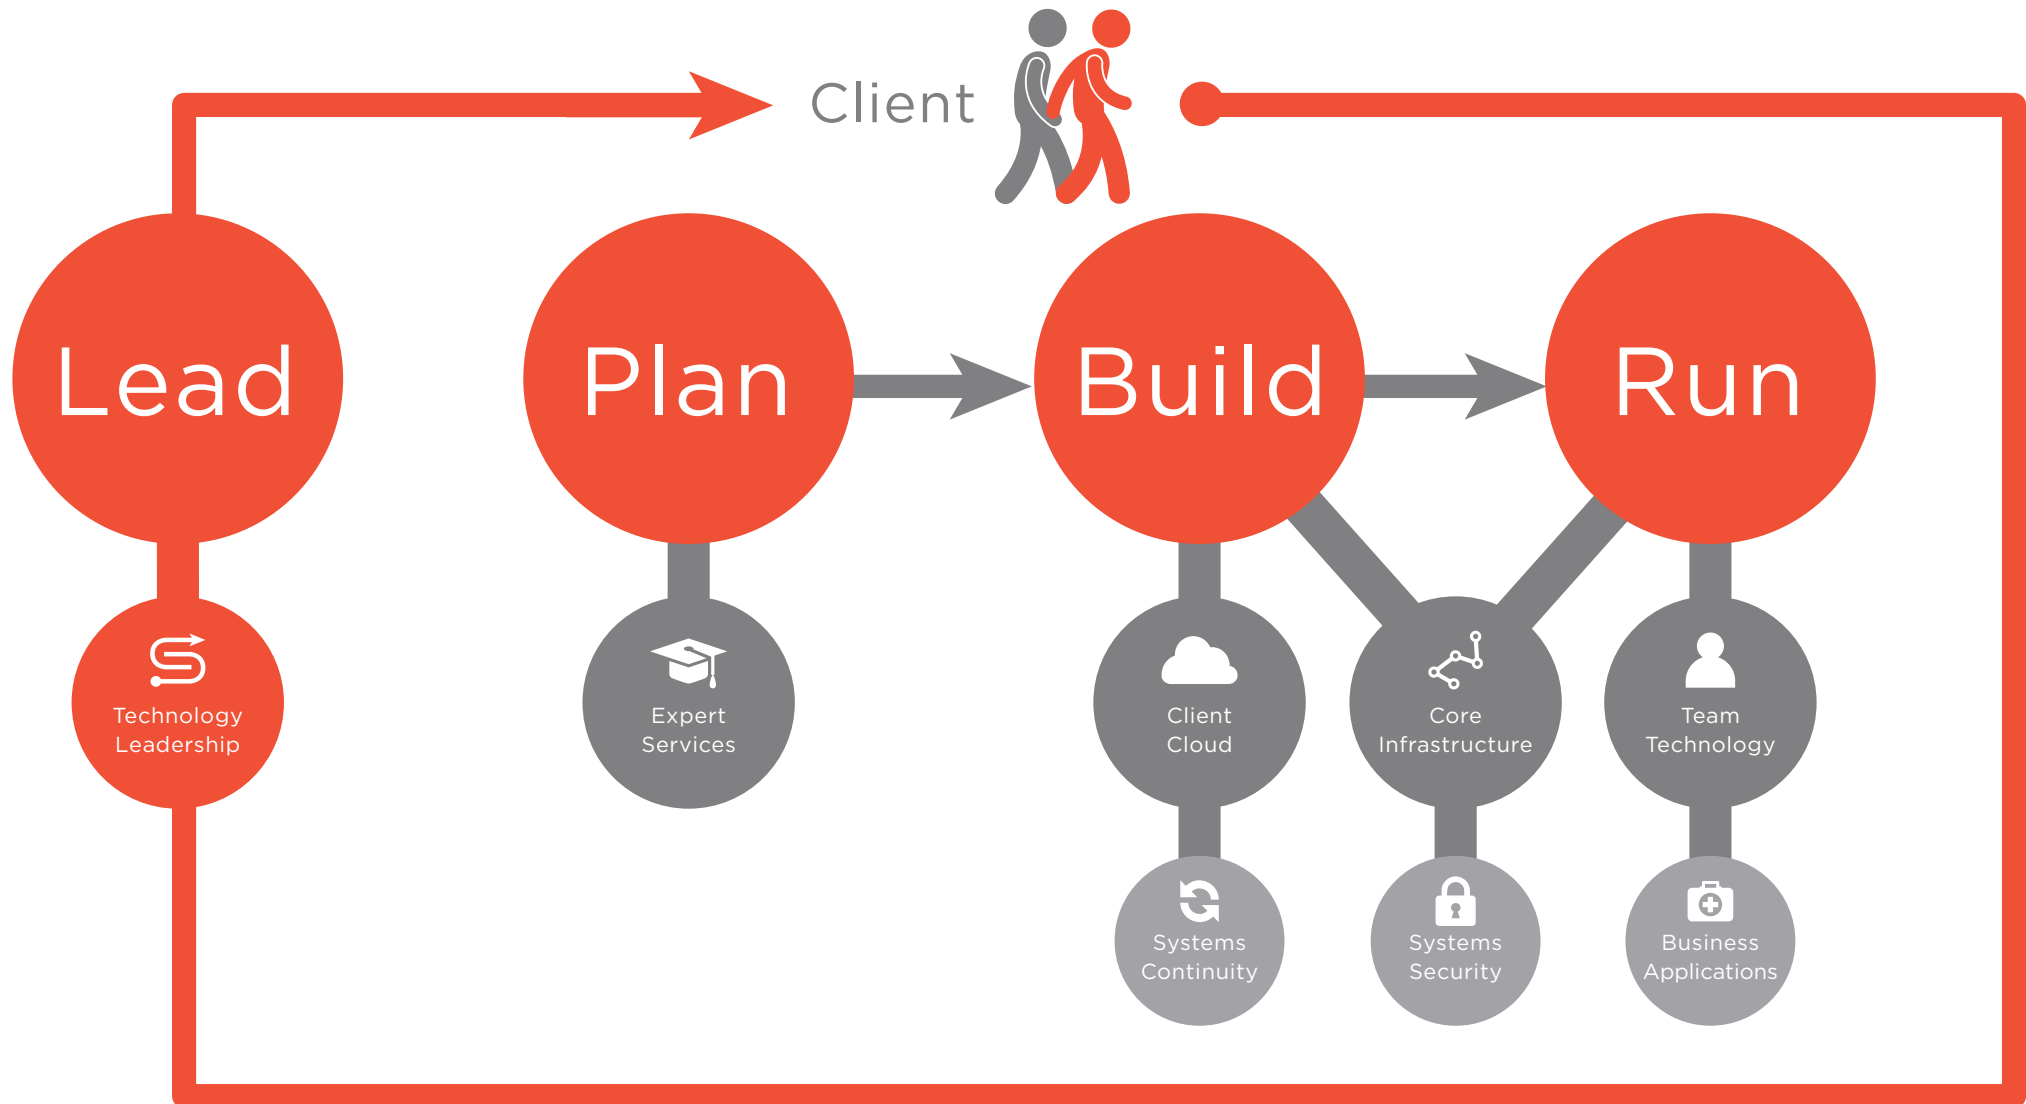 Client
Lead
Plan
Build
Run
Technology
Leadership
Expert
Services
Client
Cloud
Core
Infrastructure
Team
Technology
Systems
Continuity
Systems
Security
Business
Applications